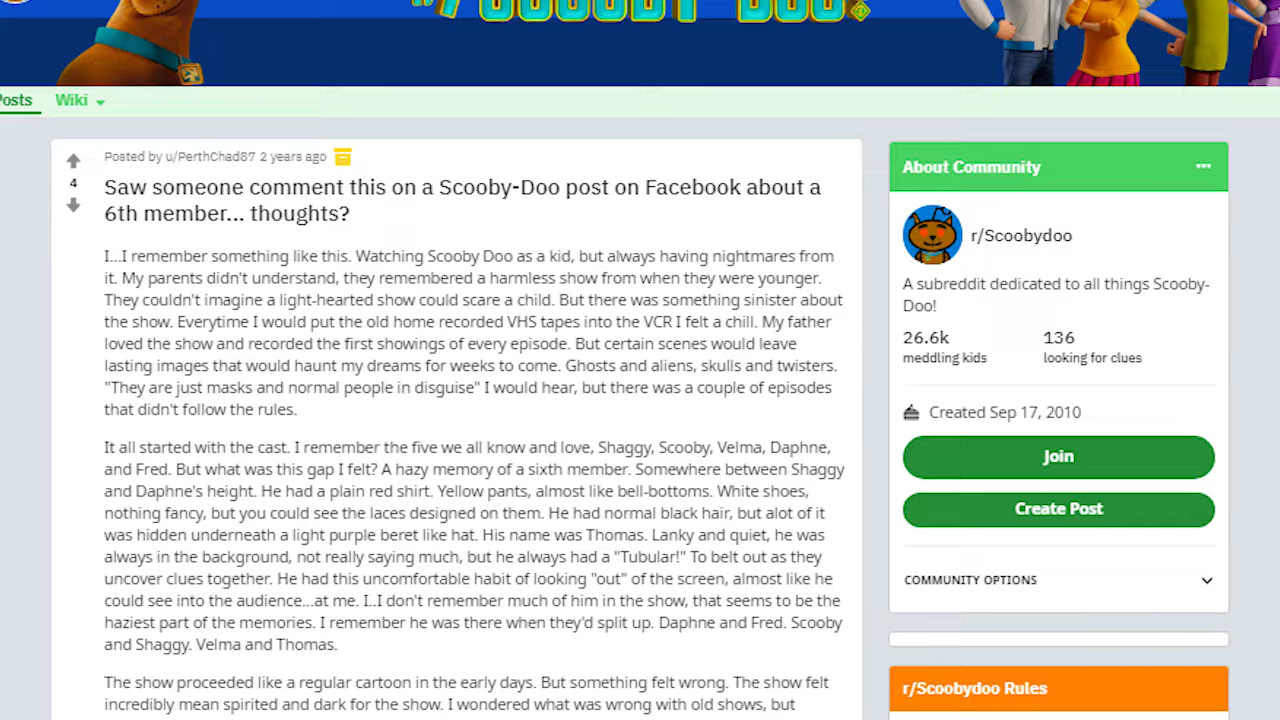 r/SCOOBY DOO
Posts
Wiki
Posted by u/PerthChad87 2 years ago
4
Saw someone comment this on a Scooby-Doo post on Facebook about a
6th member... thoughts?
I...I remember something like this. Watching Scooby Doo as a kid, but always having nightmares from
it. My parents didn't understand, they remembered a harmless show from when they were younger.
They couldn't imagine a light-hearted show could scare a child. But there was something sinister about
the show. Everytime I would put the old home recorded VHS tapes into the VCR I felt a chill. My father
loved the show and recorded the first showings of every episode. But certain scenes would leave
lasting images that would haunt my dreams for weeks to come. Ghosts and aliens, skulls and twisters.
"They are just masks and normal people in disguise" I would hear, but there was a couple of episodes
that didn't follow the rules.
It all started with the cast. I remember the five we all know and love, Shaggy, Scooby, Velma, Daphne,
and Fred. But what was this gap I felt? A hazy memory of a sixth member. Somewhere between Shaggy
and Daphne's height. He had a plain red shirt. Yellow pants, almost like bell-bottoms. White shoes,
nothing fancy, but you could see the laces designed on them. He had normal black hair, but alot of it
was hidden underneath a light purple beret like hat. His name was Thomas. Lanky and quiet, he was
always in the background, not really saying much, but he always had a "Tubular!" To belt out as they
uncover clues together. He had this uncomfortable habit of looking "out" of the screen, almost like he
could see into the audience...at me. I..I don't remember much of him in the show, that seems to be the
haziest part of the memories. I remember he was there when they'd split up. Daphne and Fred. Scooby
and Shaggy. Velma and Thomas.
The show proceeded like a regular cartoon in the early days. But something felt wrong. The show felt
incredibly mean spirited and dark for the show. I wondered what was wrong with old shows, but
About Community
r/Scoobydoo
A subreddit dedicated to all things Scooby-
Doo!
26.6k
136
meddling kids
looking for clues
Created Sep 17, 2010
Join
Create Post
COMMUNITY OPTIONS
r/Scoobydoo Rules